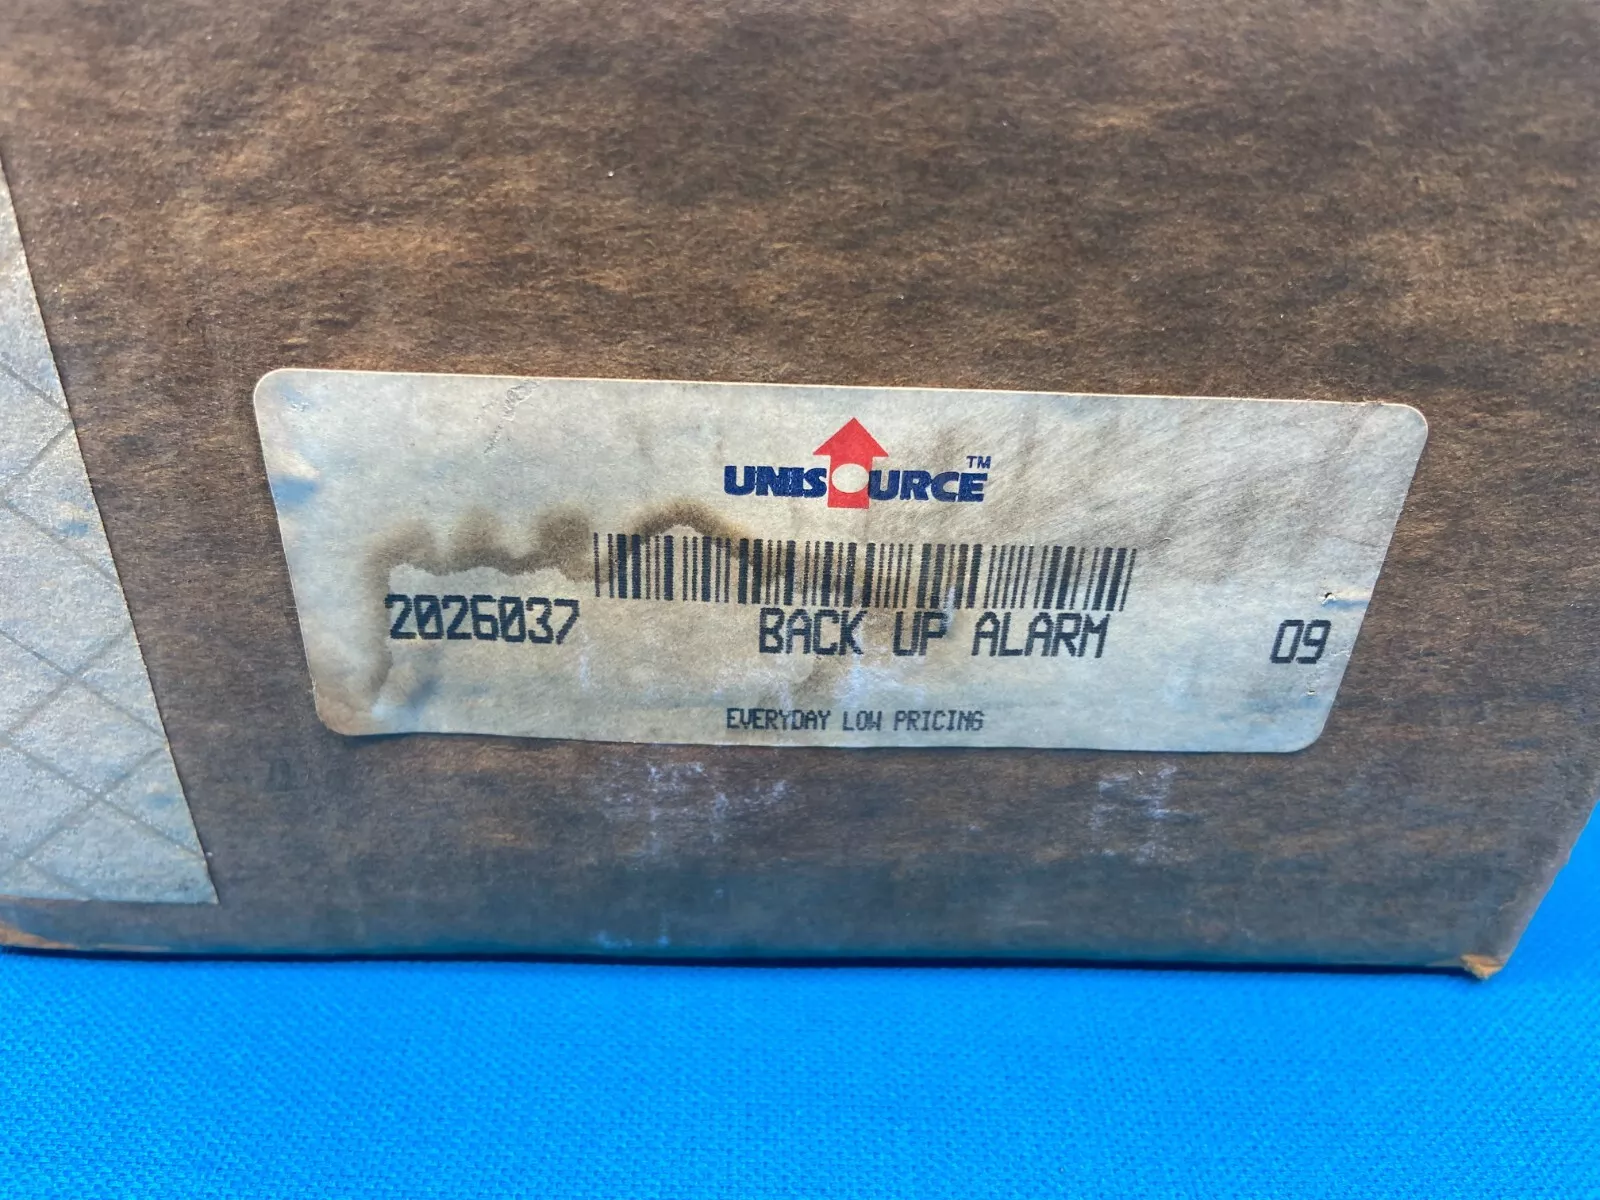 UNISOURCE™
2026037 BACK UP ALARM 09
EVERYDAY LOW PRICING